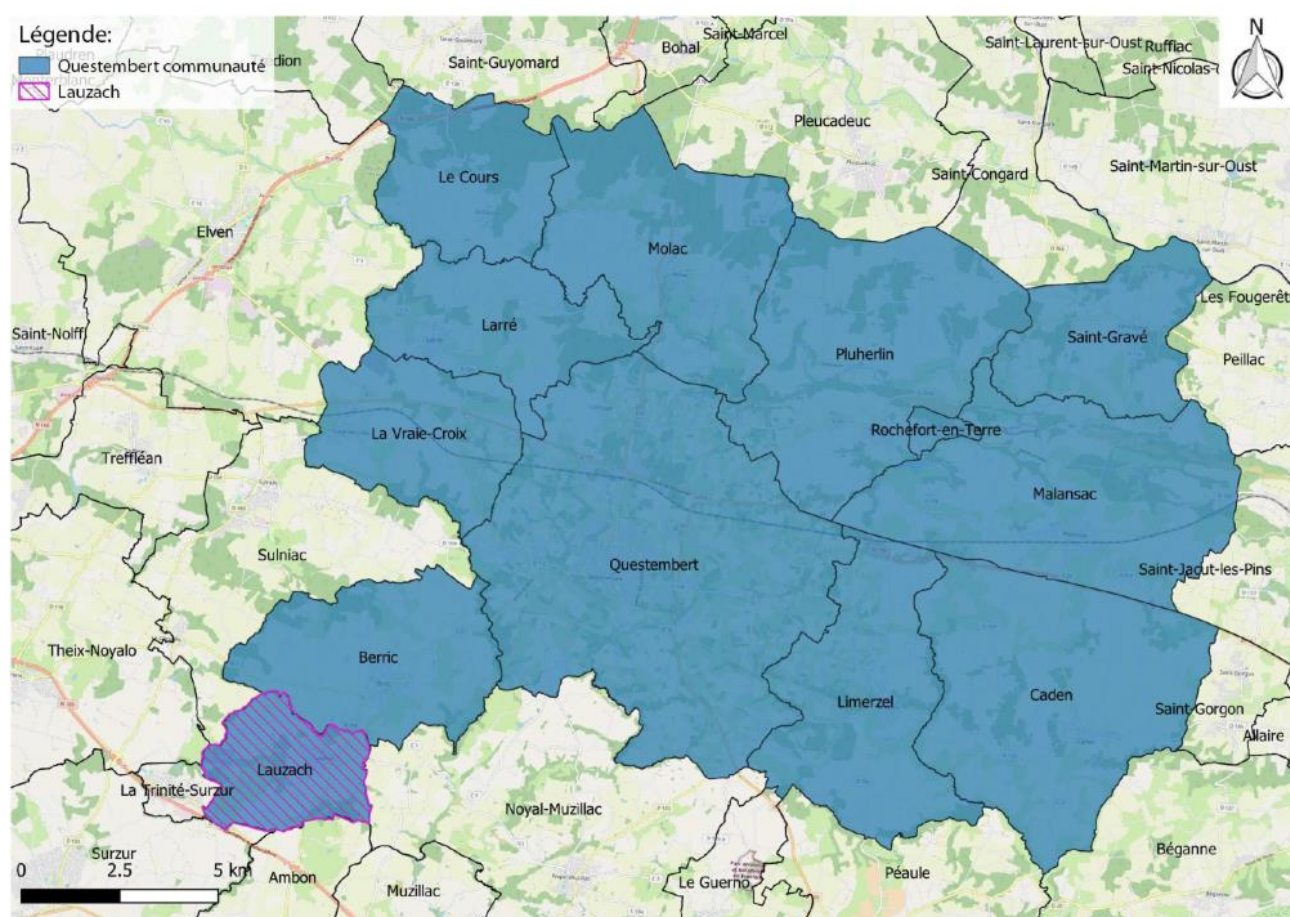 Légende:
Questembert communauté
Lauzach
N
Saint-Guyomard
Bohal
Saint-Marcel
Saint-Laurent-sur-Oust
Ruffiac
Pleucadeuc
Saint-Martin-sur-Oust
Saint-Congard
Le Cours
Elven
Molac
Les Fougerêt
Saint-Nolff
Larré
Pluherlin
Saint-Gravé
Peillac
La Vraie-Croix
Rochefort-en-Terre
Treffléan
Malansac
Sulniac
Questembert
Saint-Jacut-les-Pins
Theix-Noyalo
Berric
Limerzel
Caden
Saint-Gorgon
Allaire
Lauzach
La Trinité-Surzur
Noyal-Muzillac
Surzur
Béganne
0 2.5 5 km
Ambon
Muzillac
Le Guerno
Péaule